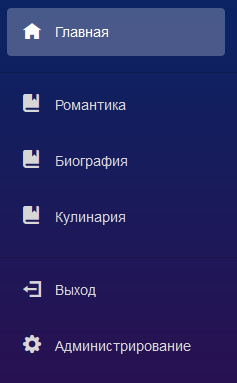 Главная
Романтика
Биография
Кулинария
Выход
Администрирование